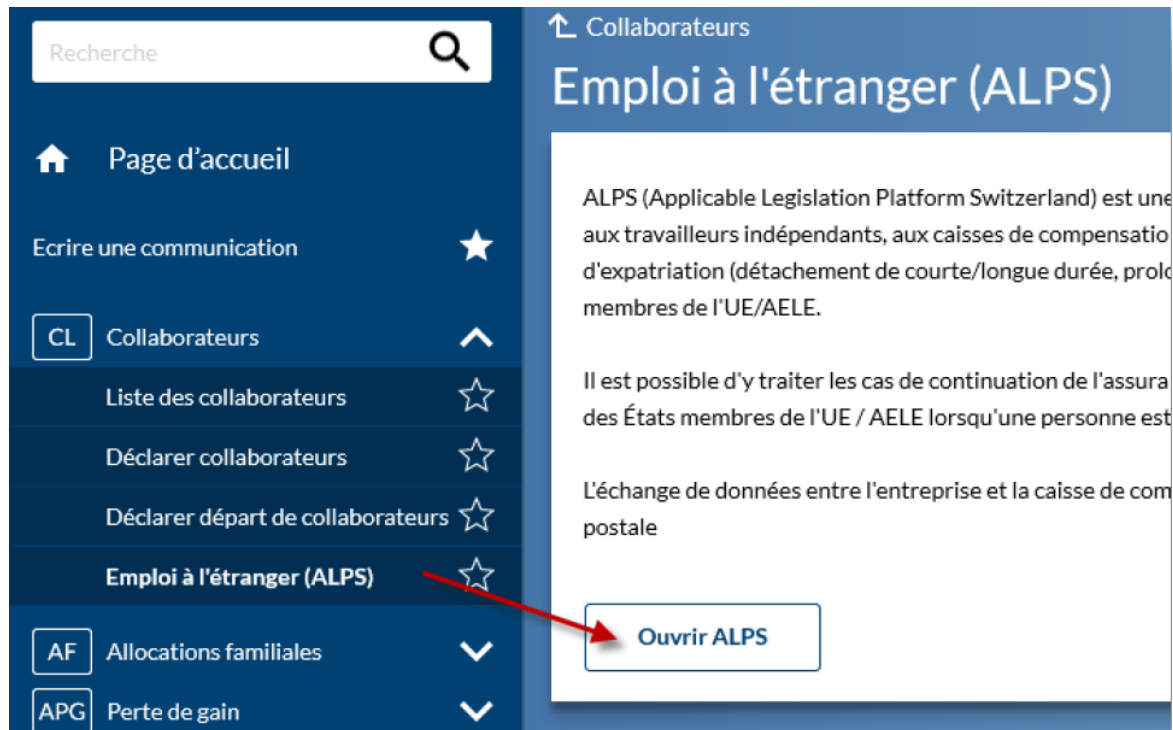 Recherche
Page d’accueil
Ecrire une communication
CL Collaborateurs
Liste des collaborateurs
Déclarer collaborateurs
Déclarer départ de collaborateurs
Emploi à l'étranger (ALPS)
AF Allocations familiales
APG Perte de gain
Collaborateurs
Emploi à l'étranger (ALPS)
ALPS (Applicable Legislation Platform Switzerland) est une
aux travailleurs indépendants, aux caisses de compensatio
d'expatriation (détachement de courte/longue durée, prolo
membres de l'UE/AELE.
Il est possible d'y traiter les cas de continuation de l'assura
des États membres de l'UE / AELE lorsqu'une personne est
L'échange de données entre l'entreprise et la caisse de com
postale
Ouvrir ALPS